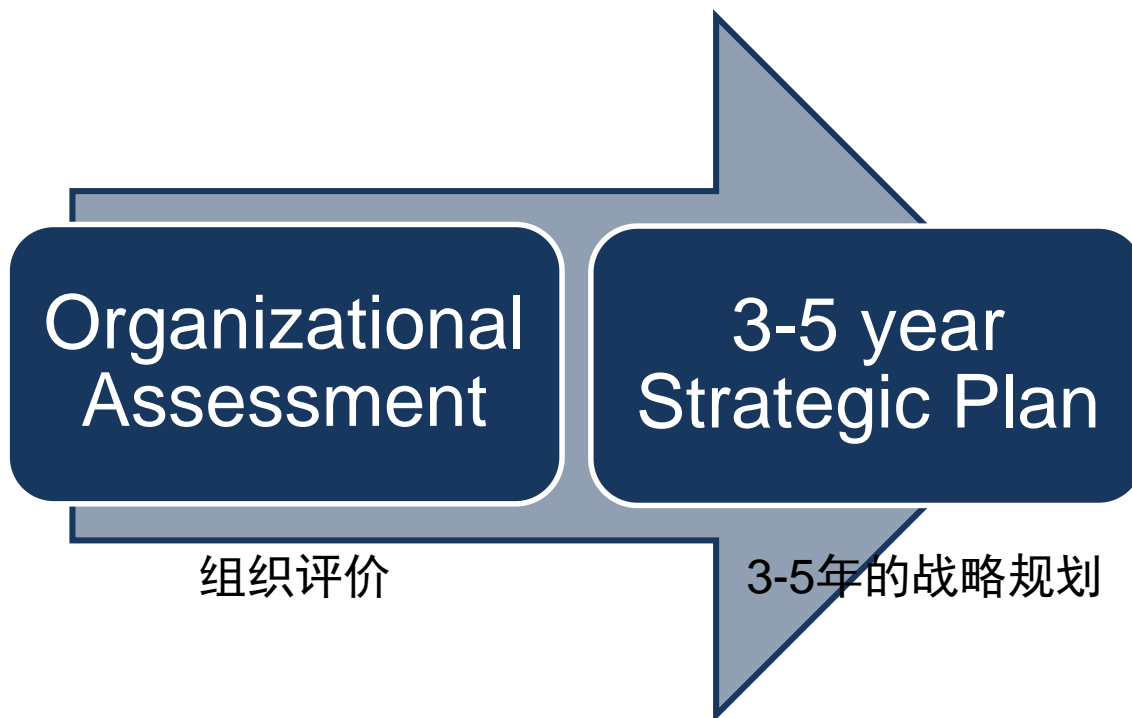 Organizational
Assessment
3-5 year
Strategic Plan
组织评价
3-5年的战略规划